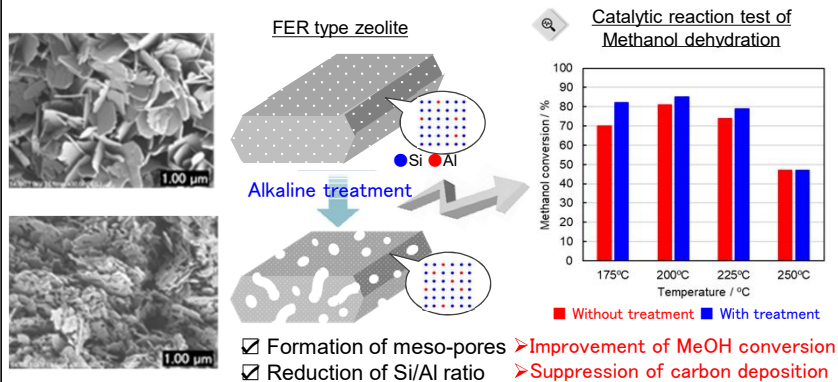 FER type zeolite
1.00 μm
Si Al
Alkaline treatment
1.00 μm
☑ Formation of meso-pores
☑ Reduction of Si/Al ratio
Catalytic reaction test of
Methanol dehydration
Methanol conversion / %
100
90
80
70
60
50
40
30
20
10
0
175ºC 200ºC 225ºC 250ºC
Temperature / ºC
Without treatment With treatment
➢Improvement of MeOH conversion
➢Suppression of carbon deposition